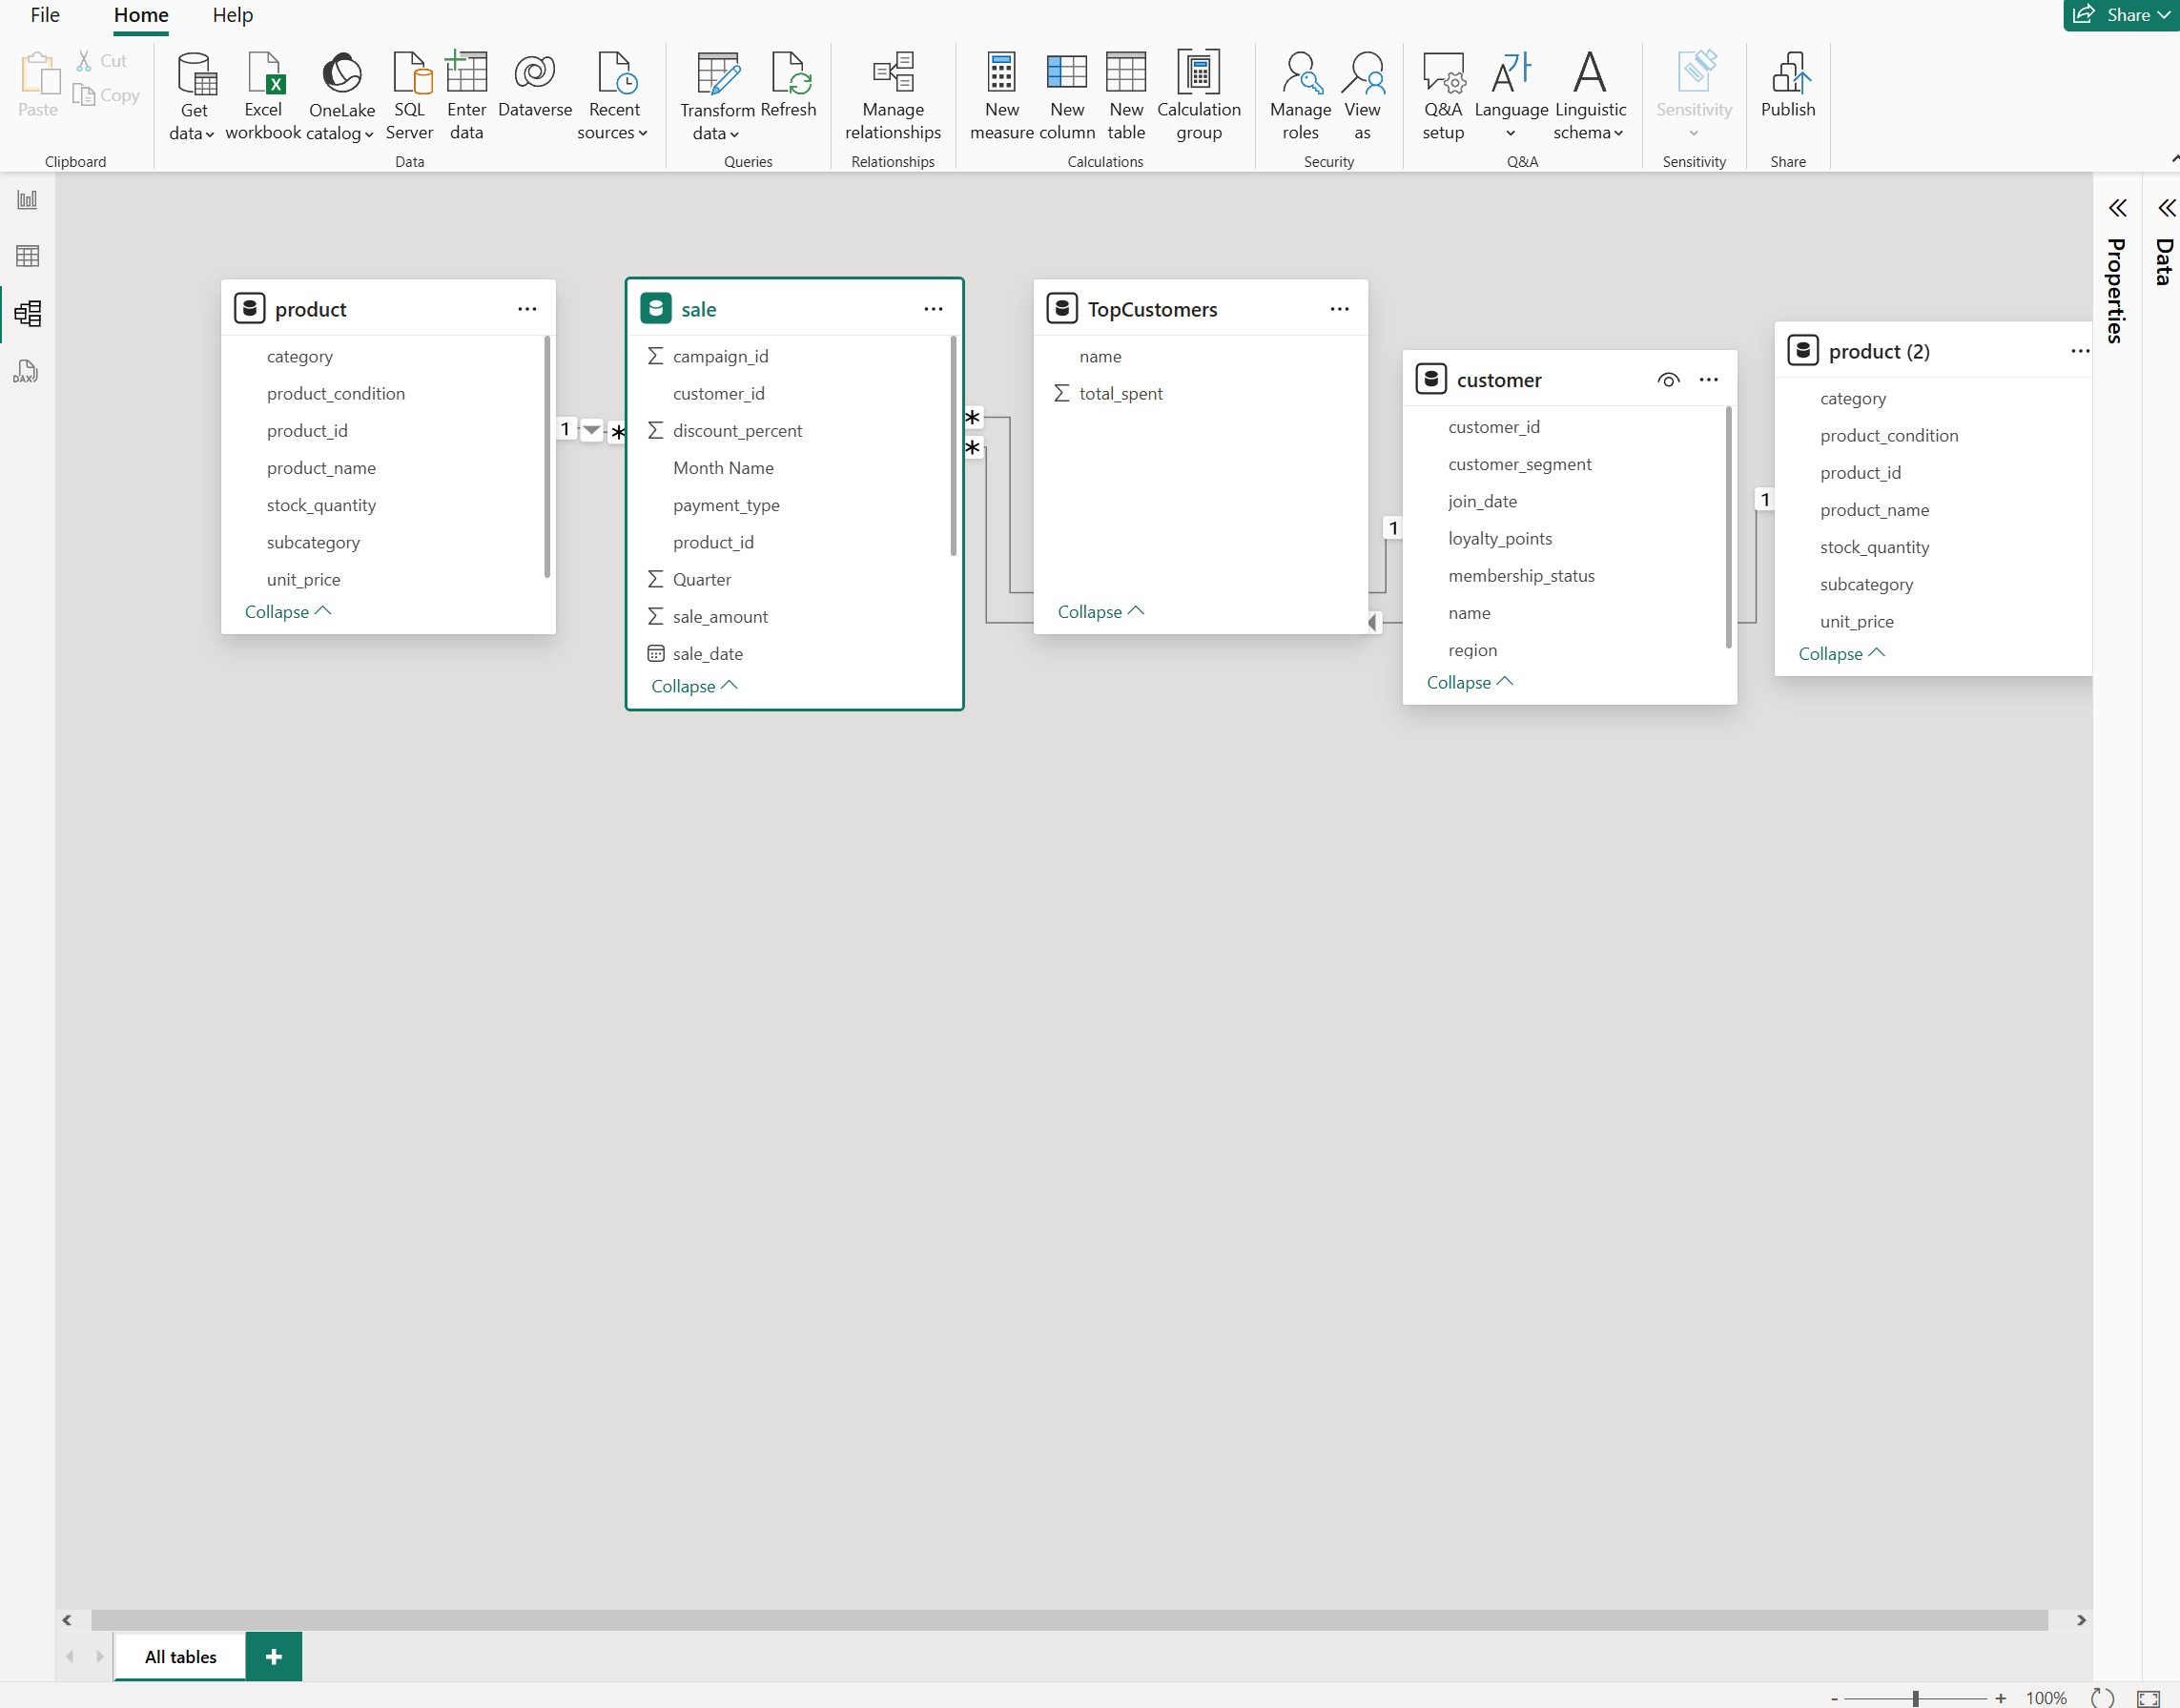 File Home Help Share
Paste Cut Copy
Clipboard
Get data
Excel workbook
OneLake catalog
SQL Server
Enter data
Dataverse
Recent sources
Data
Transform data
Refresh
Queries
Manage relationships
Relationships
New measure
New column
New table
Calculation group
Calculations
Manage roles
View as
Security
Q&A setup
Language
Linguistic schema
Q&A
Sensitivity
Sensitivity
Publish
Share
DAX
product
category
product_condition
product_id
product_name
stock_quantity
subcategory
unit_price
Collapse
1
*
sale
campaign_id
customer_id
discount_percent
Month Name
payment_type
product_id
Quarter
sale_amount
sale_date
Collapse
*
*
TopCustomers
name
total_spent
Collapse
1
customer
customer_id
customer_segment
join_date
loyalty_points
membership_status
name
region
Collapse
1
product (2)
category
product_condition
product_id
product_name
stock_quantity
subcategory
unit_price
Collapse
Properties
Data
All tables
+
- + 100%